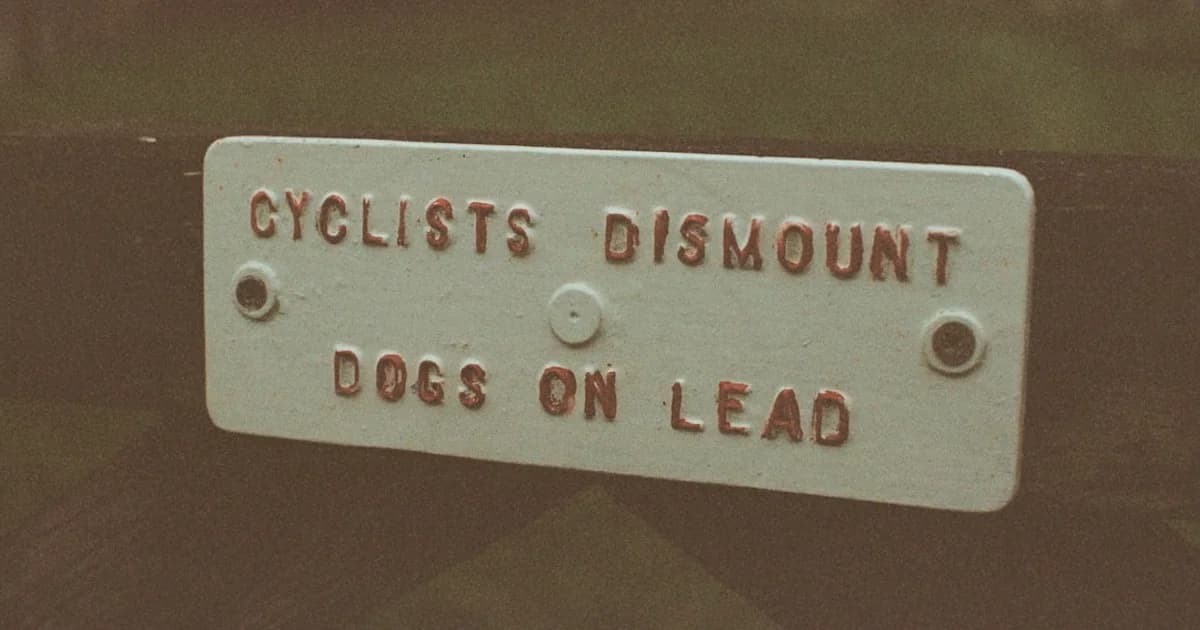 CYCLISTS DISMOUNT
DOGS ON LEAD